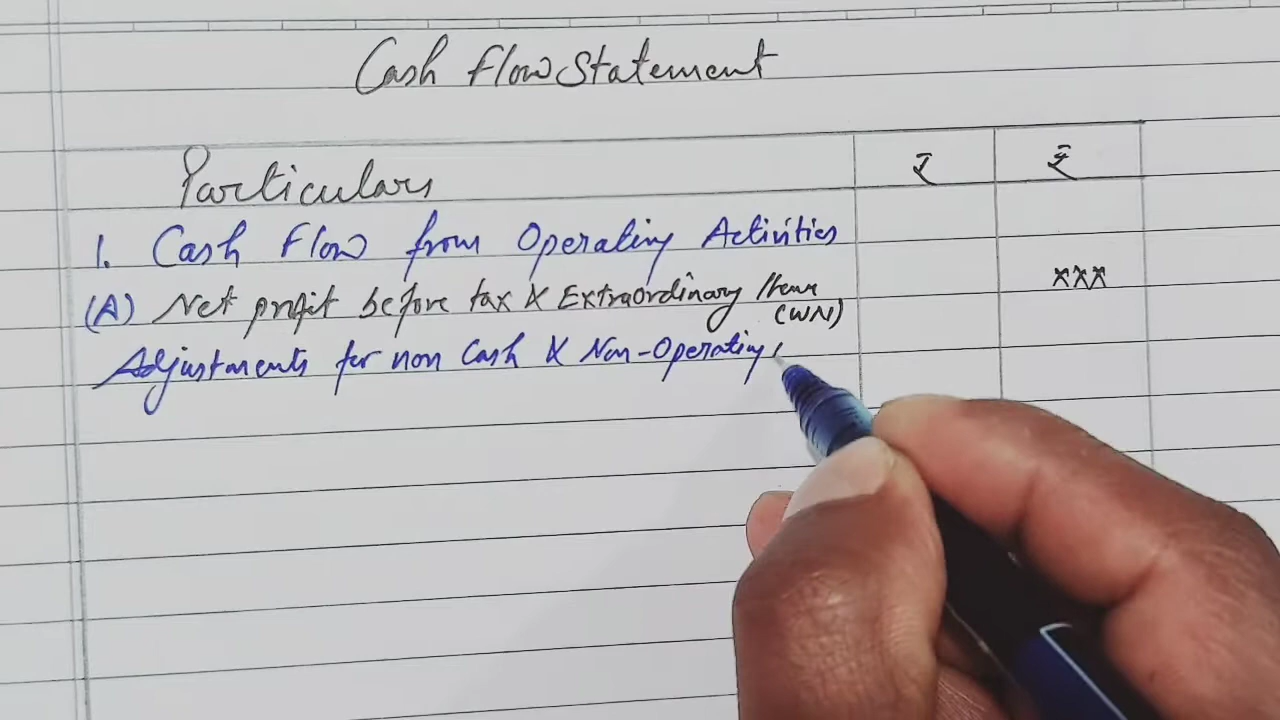 Cash Flow Statement
Particulars ₹ ₹
1. Cash Flow from Operating Activities
(A) Net profit before tax & Extraordinary Items xxx
(WN)
Adjustments for non Cash & Non-Operating